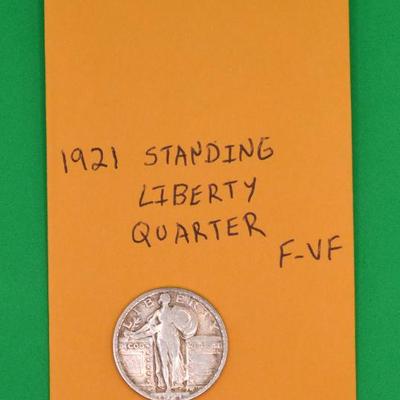 1921 STANDING
LIBERTY
QUARTER
F-VF
LIBERTY